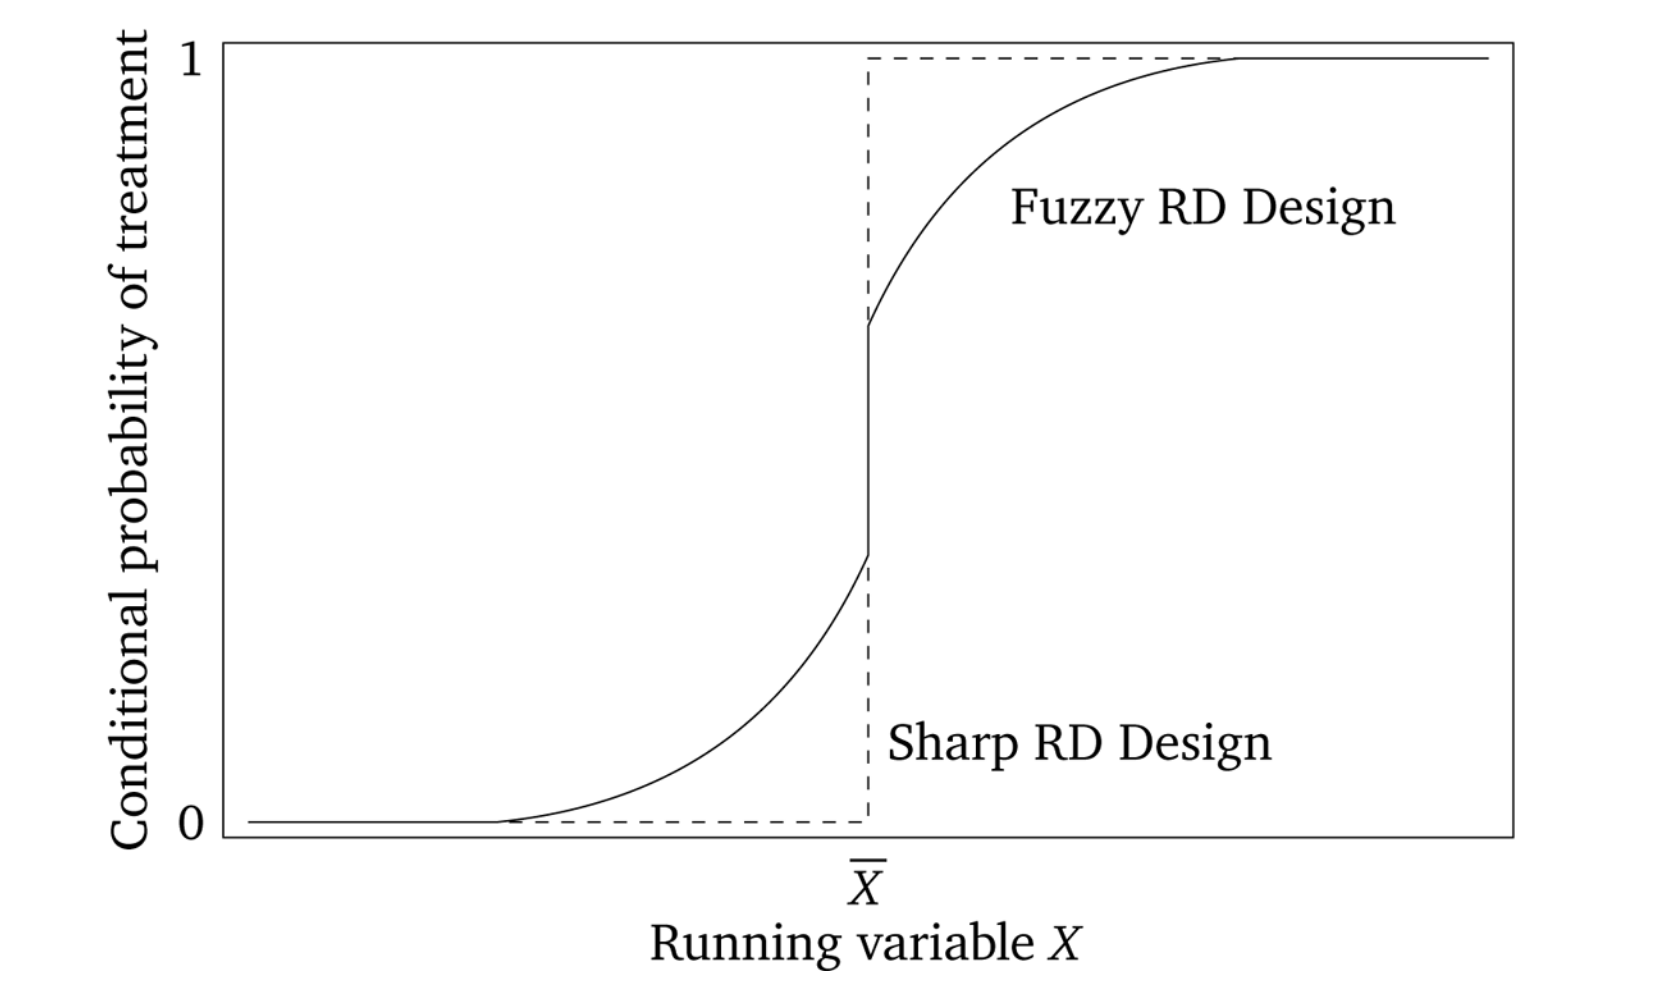 Conditional probability of treatment
1
Fuzzy RD Design
Sharp RD Design
0
X̅
Running variable X